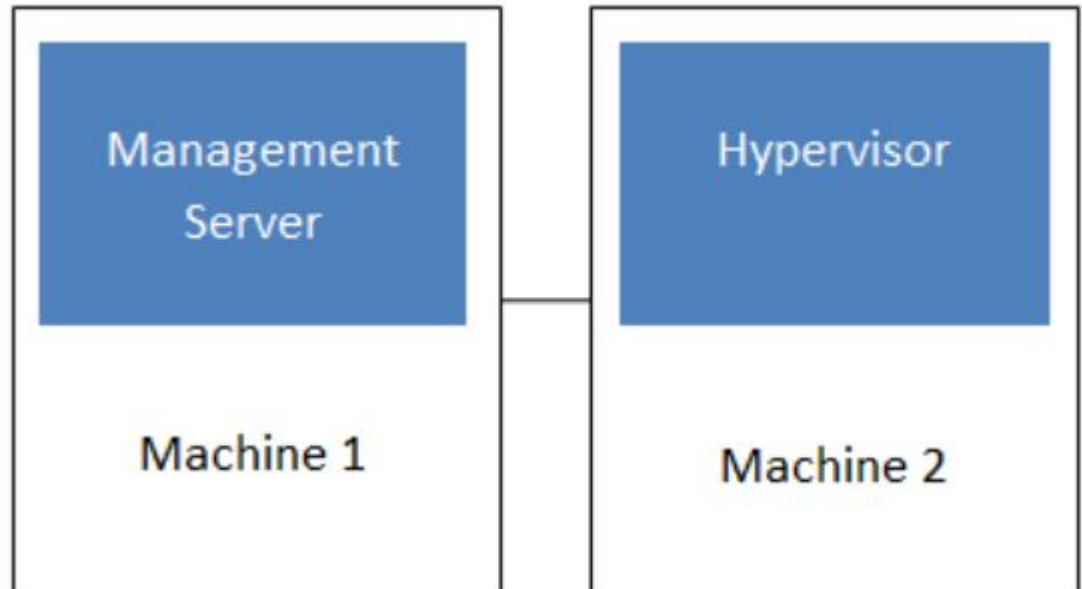 Management
Server
Machine 1
Hypervisor
Machine 2